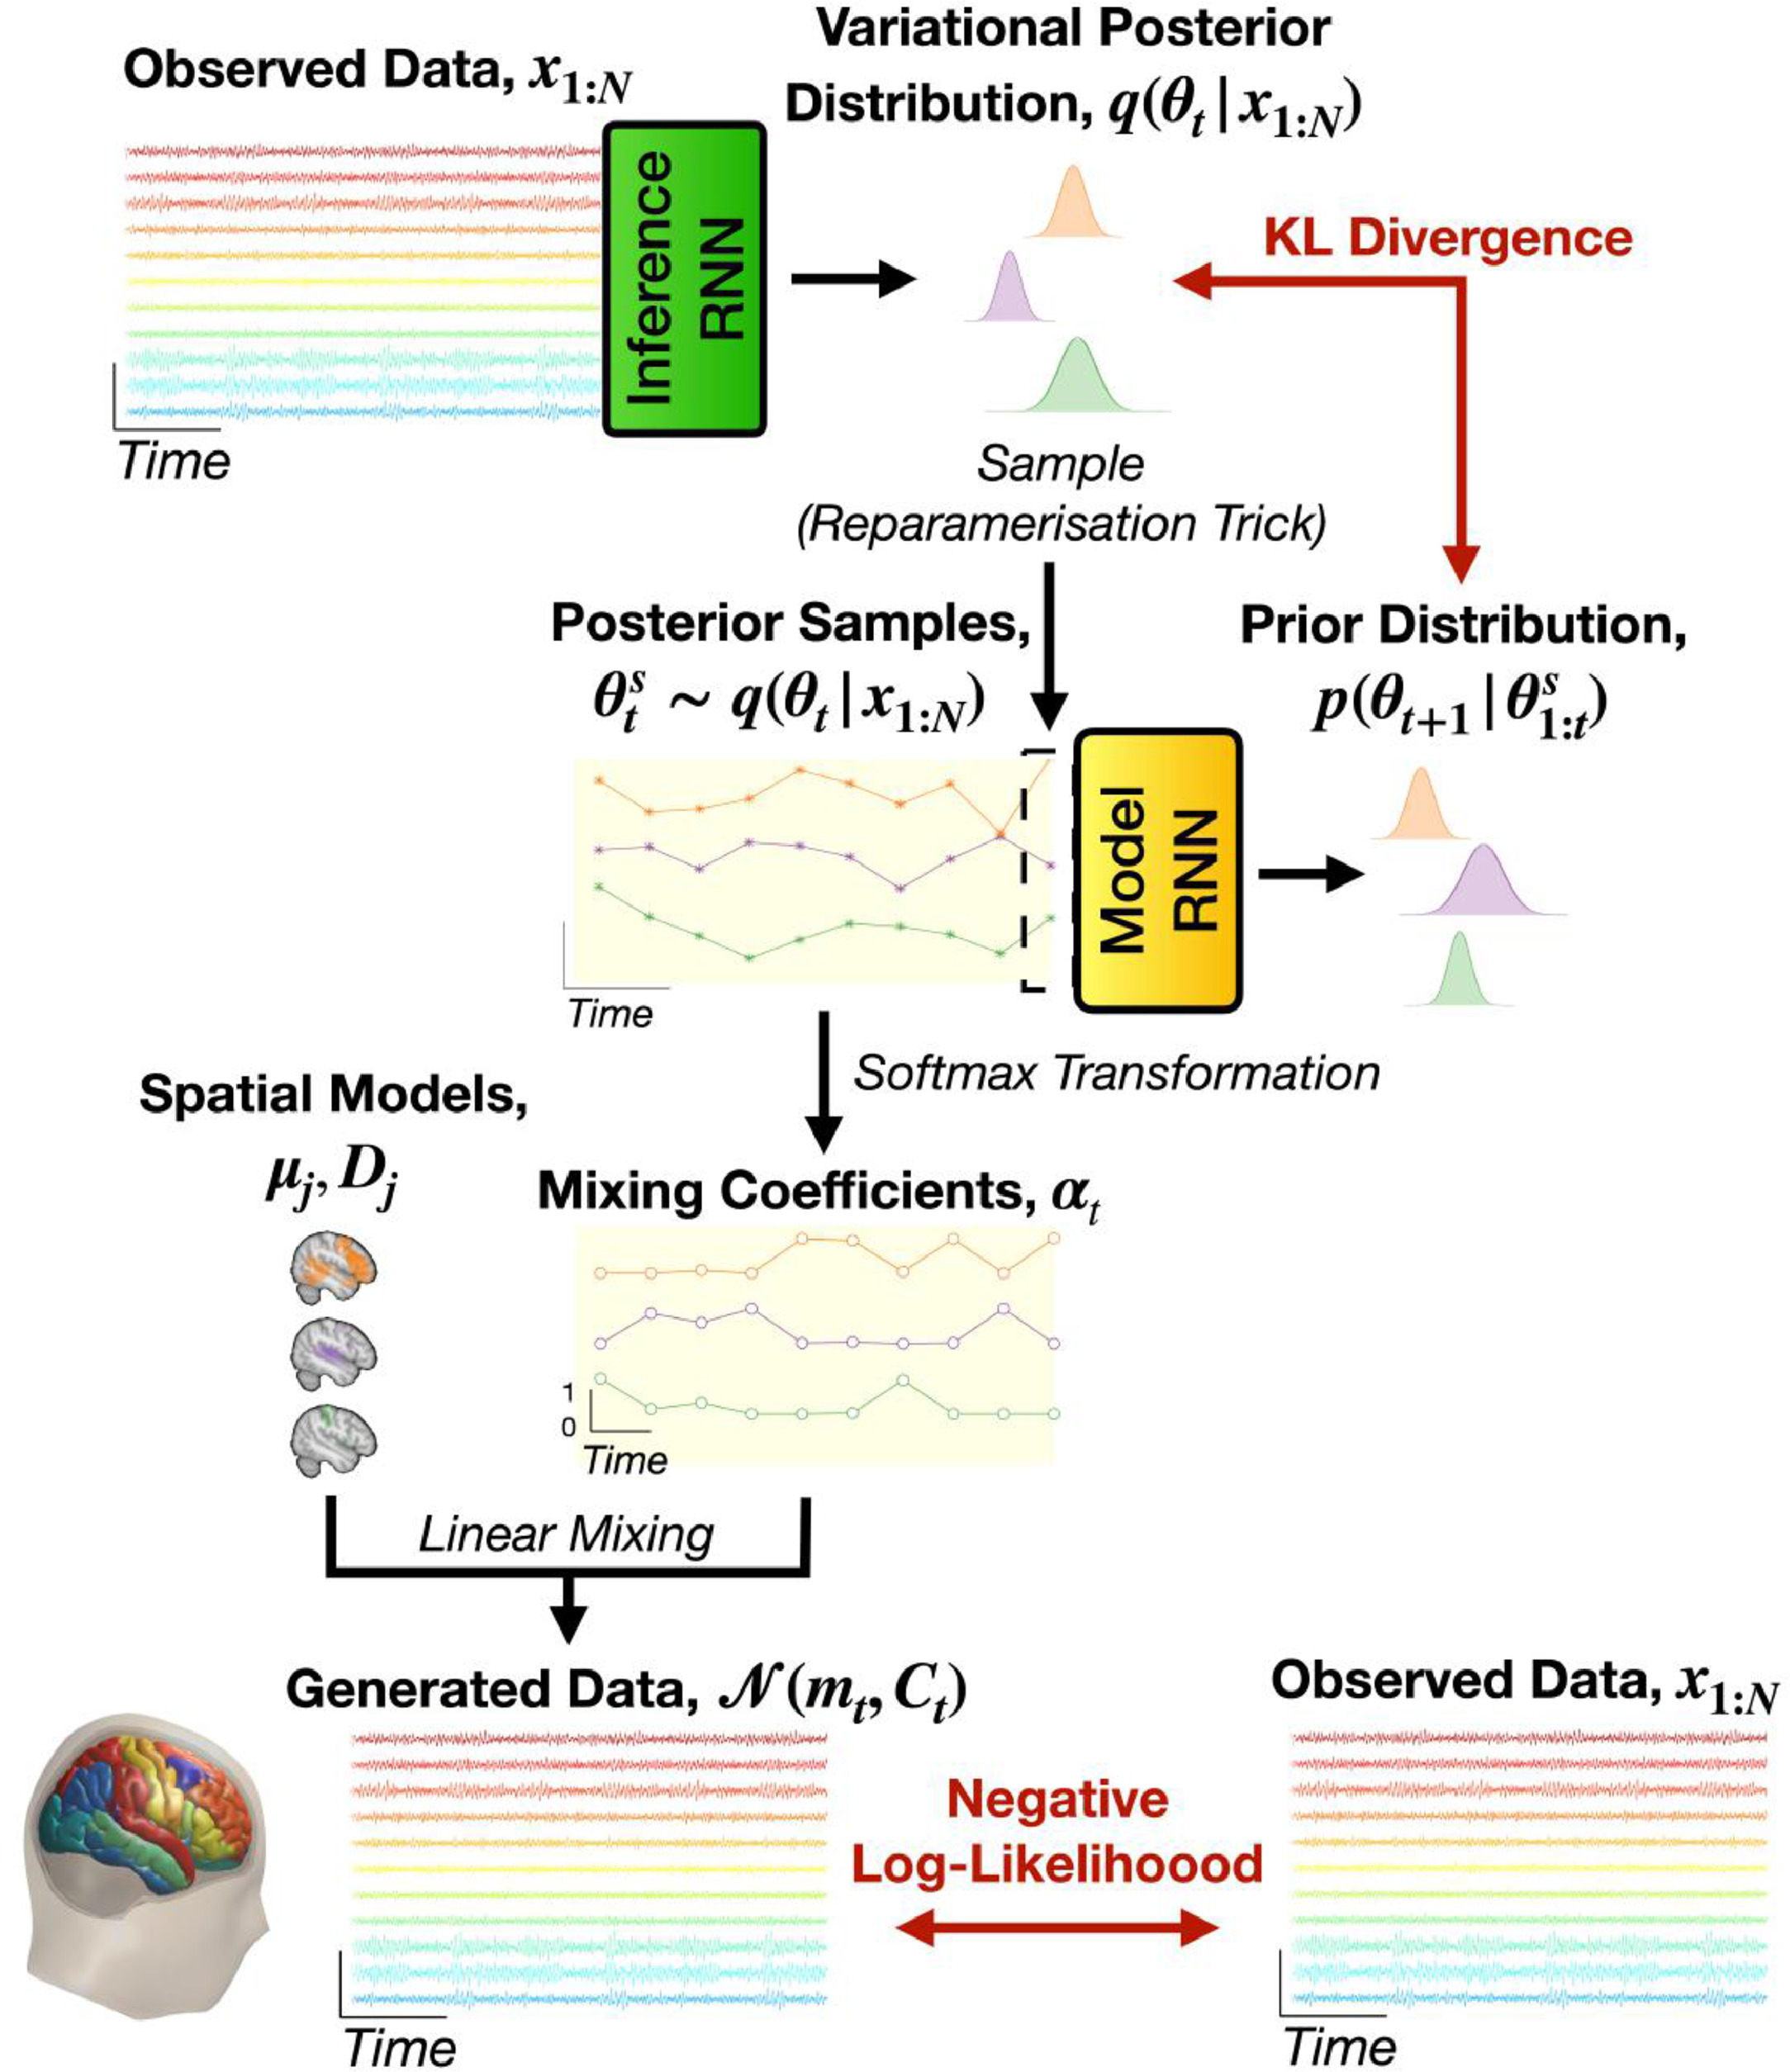 Observed Data, x1:N
Variational Posterior
Distribution, q(θt | x1:N)
Inference
RNN
KL Divergence
Time
Sample
(Reparamerisation Trick)
Posterior Samples,
θt^s ~ q(θt | x1:N)
Prior Distribution,
p(θt+1 | θ1:t^s)
Model
RNN
Time
Softmax Transformation
Spatial Models,
μj, Dj
Mixing Coefficients, αt
1
0
Time
Linear Mixing
Generated Data, 𝒩(mt, Ct)
Observed Data, x1:N
Negative
Log-Likelihoood
Time
Time